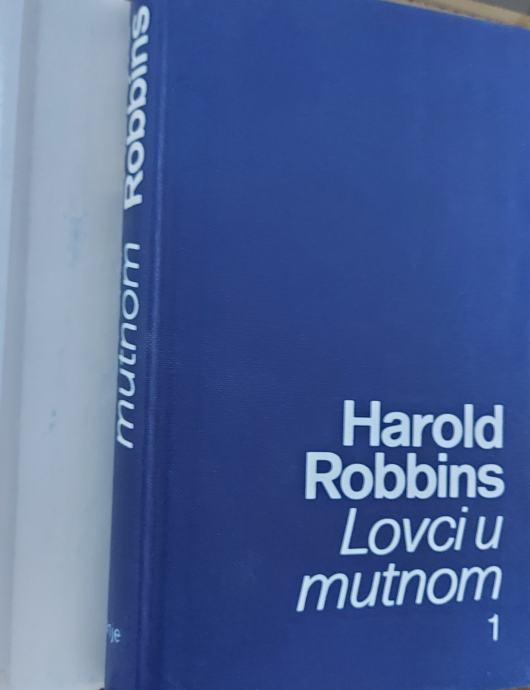 mutnom Robbins
Harold
Robbins
Lovci u
mutnom
1